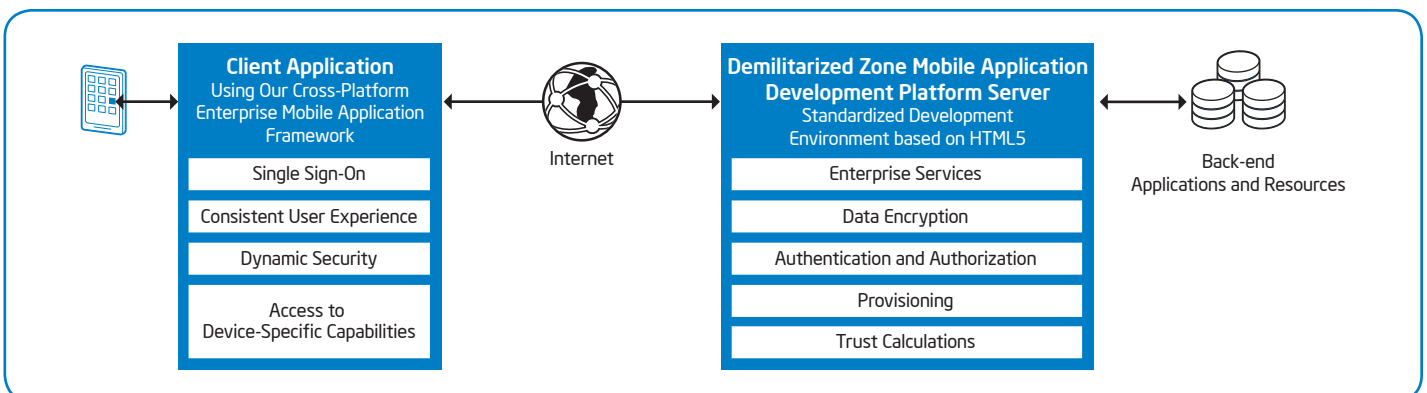 Client Application
Using Our Cross-Platform
Enterprise Mobile Application
Framework
Single Sign-On
Consistent User Experience
Dynamic Security
Access to
Device-Specific Capabilities
Internet
Demilitarized Zone Mobile Application
Development Platform Server
Standardized Development
Environment based on HTML5
Enterprise Services
Data Encryption
Authentication and Authorization
Provisioning
Trust Calculations
Back-end
Applications and Resources